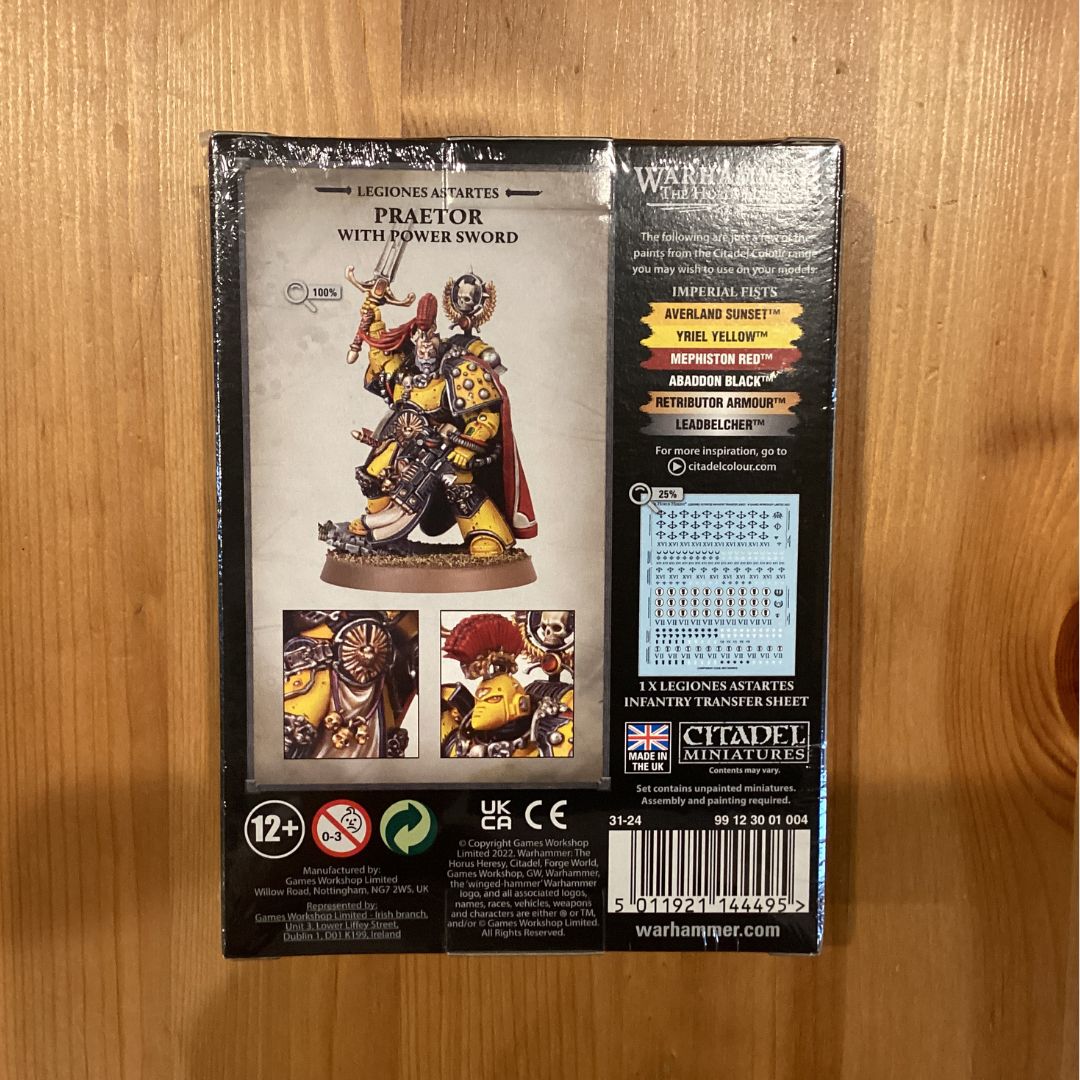 LEGIONES ASTARTES
PRAETOR
WITH POWER SWORD
100%
WARHAMMER
THE HORUS HERESY
The following are just a few of the
paints from the Citadel Colour range
you may wish to use on your models:
IMPERIAL FISTS
AVERLAND SUNSET™
YRIEL YELLOW™
MEPHISTON RED™
ABADDON BLACK™
RETRIBUTOR ARMOUR™
LEADBELCHER™
For more inspiration, go to
citadelcolour.com
25%
1 X LEGIONES ASTARTES
INFANTRY TRANSFER SHEET
MADE IN
THE UK
CITADEL
MINIATURES
Contents may vary.
Set contains unpainted miniatures.
Assembly and painting required.
12+
0-3
UK
CA CE
Manufactured by:
Games Workshop Limited
Willow Road, Nottingham, NG7 2WS, UK
Represented by:
Games Workshop Limited - Irish branch,
Unit 3, Lower Liffey Street,
Dublin 1, D01 K199, Ireland
© Copyright Games Workshop
Limited 2022. Warhammer: The
Horus Heresy, Citadel, Forge World,
Games Workshop, GW, Warhammer,
the 'winged-hammer' Warhammer
logo, and all associated logos,
names, races, vehicles, weapons
and characters are either ® or TM,
and/or © Games Workshop Limited.
All Rights Reserved.
31-24 99 12 30 01 004
5 011921 144495 >
warhammer.com